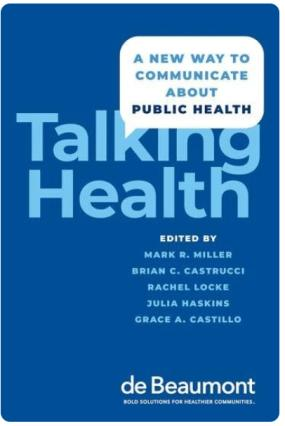 A NEW WAY TO
COMMUNICATE
ABOUT
PUBLIC HEALTH
Talking
Health
EDITED BY
MARK R. MILLER
BRIAN C. CASTRUCCI
RACHEL LOCKE
JULIA HASKINS
GRACE A. CASTILLO
de Beaumont
BOLD SOLUTIONS FOR HEALTHIER COMMUNITIES.